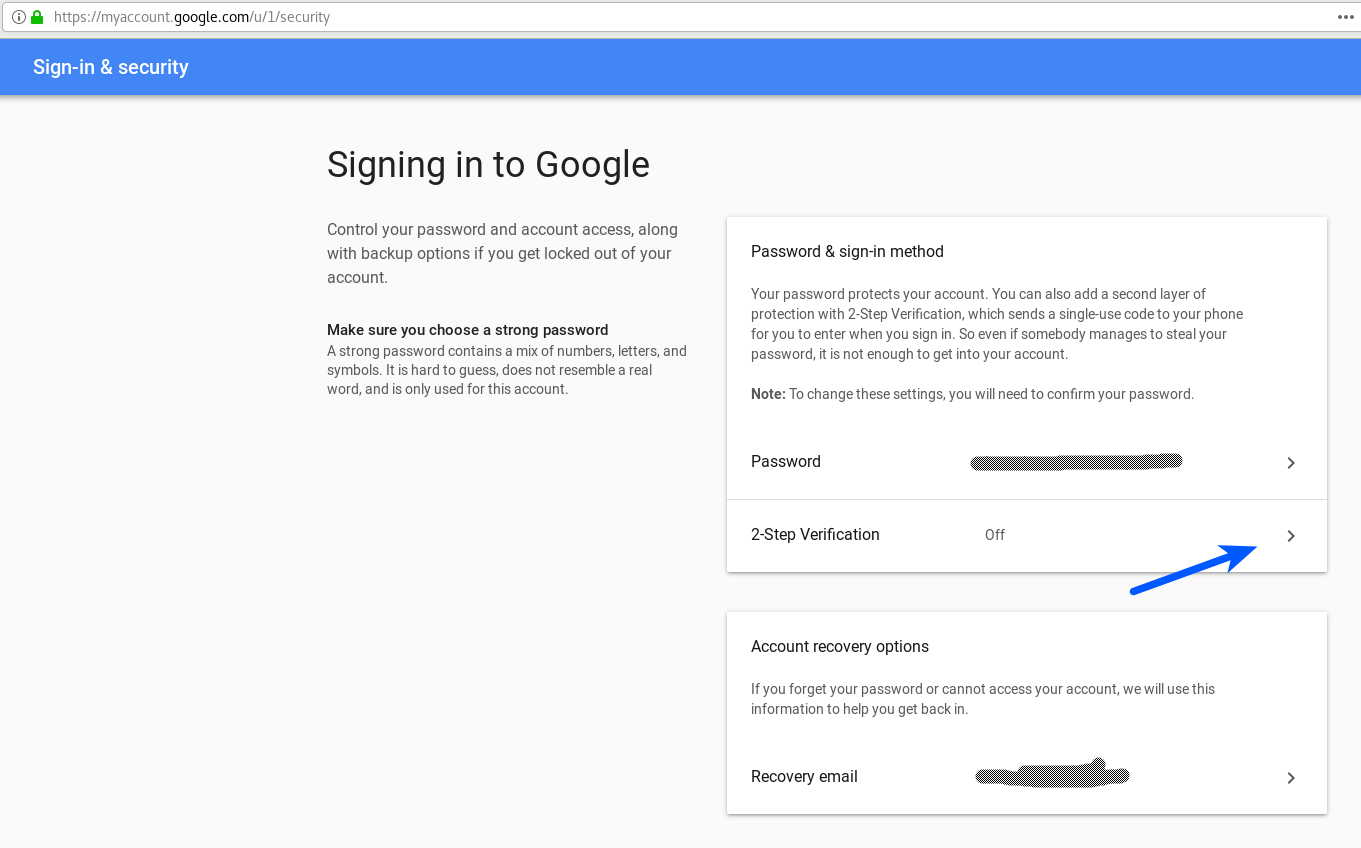 https://myaccount.google.com/u/1/security
Sign-in & security
Signing in to Google
Control your password and account access, along
with backup options if you get locked out of your
account.
Make sure you choose a strong password
A strong password contains a mix of numbers, letters, and
symbols. It is hard to guess, does not resemble a real
word, and is only used for this account.
Password & sign-in method
Your password protects your account. You can also add a second layer of
protection with 2-Step Verification, which sends a single-use code to your phone
for you to enter when you sign in. So even if somebody manages to steal your
password, it is not enough to get into your account.
Note: To change these settings, you will need to confirm your password.
Password
2-Step Verification Off
Account recovery options
If you forget your password or cannot access your account, we will use this
information to help you get back in.
Recovery email